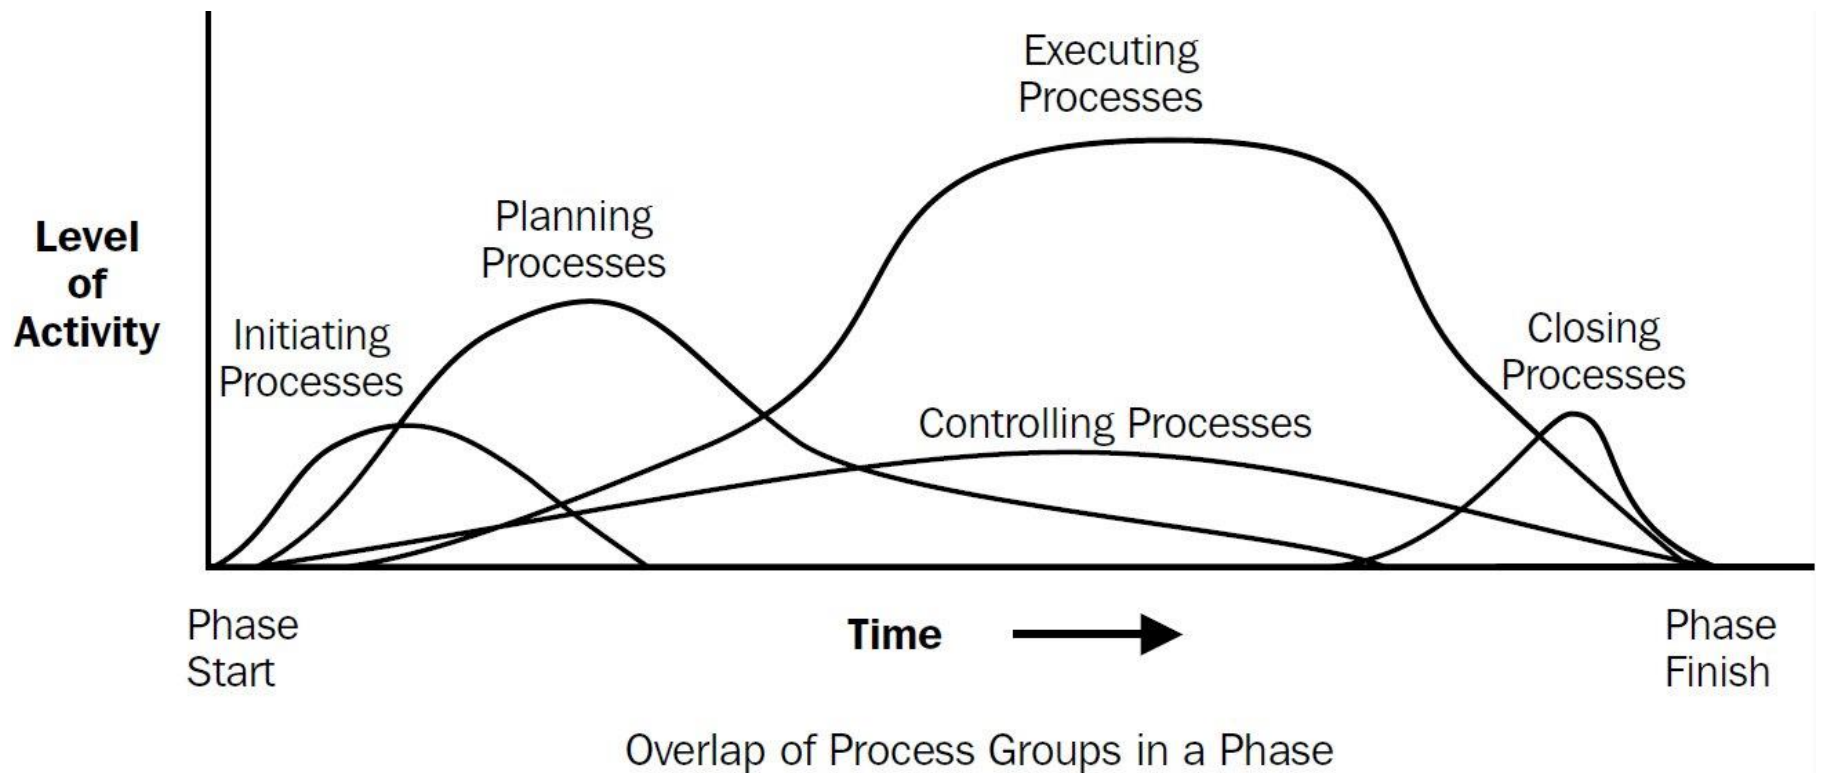 Executing
Processes
Planning
Processes
Level
of
Activity
Initiating
Processes
Closing
Processes
Controlling Processes
Phase
Start
Time
Phase
Finish
Overlap of Process Groups in a Phase